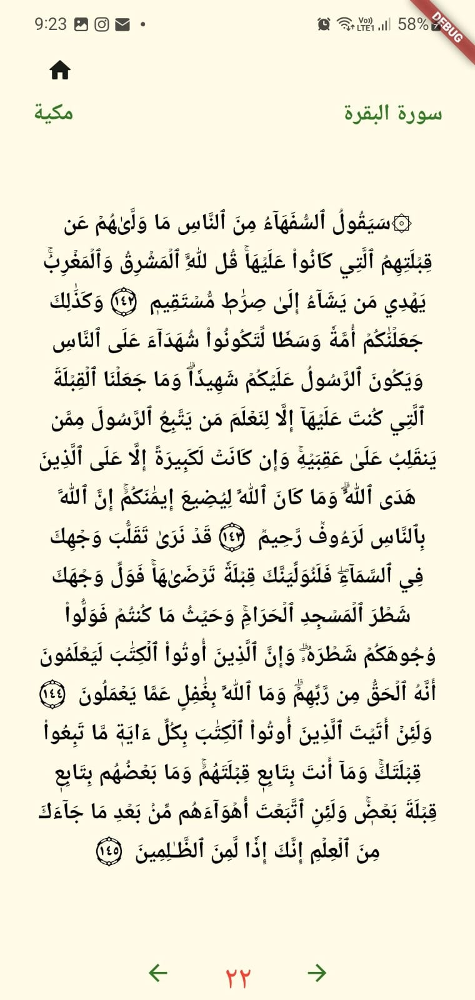 9:23
Vo)) LTE1 58%
DEBUG
سورة البقرة
مكية
۞سَيَقُولُ ٱلسُّفَهَآءُ مِنَ ٱلنَّاسِ مَا وَلَّىٰهُمۡ عَن
قِبۡلَتِهِمُ ٱلَّتِي كَانُواْ عَلَيۡهَاۚ قُل لِّلَّهِ ٱلۡمَشۡرِقُ وَٱلۡمَغۡرِبُۚ
يَهۡدِي مَن يَشَآءُ إِلَىٰ صِرَٰطٖ مُّسۡتَقِيمٖ ١٤٢ وَكَذَٰلِكَ
جَعَلۡنَٰكُمۡ أُمَّةٗ وَسَطٗا لِّتَكُونُواْ شُهَدَآءَ عَلَى ٱلنَّاسِ
وَيَكُونَ ٱلرَّسُولُ عَلَيۡكُمۡ شَهِيدٗاۗ وَمَا جَعَلۡنَا ٱلۡقِبۡلَةَ
ٱلَّتِي كُنتَ عَلَيۡهَآ إِلَّا لِنَعۡلَمَ مَن يَتَّبِعُ ٱلرَّسُولَ مِمَّن
يَنقَلِبُ عَلَىٰ عَقِبَيۡهِۚ وَإِن كَانَتۡ لَكَبِيرَةً إِلَّا عَلَى ٱلَّذِينَ
هَدَى ٱللَّهُۗ وَمَا كَانَ ٱللَّهُ لِيُضِيعَ إِيمَٰنَكُمۡۚ إِنَّ ٱللَّهَ
بِٱلنَّاسِ لَرَءُوفٞ رَّحِيمٞ ١٤٣ قَدۡ نَرَىٰ تَقَلُّبَ وَجۡهِكَ
فِي ٱلسَّمَآءِۖ فَلَنُوَلِّيَنَّكَ قِبۡلَةٗ تَرۡضَىٰهَاۚ فَوَلِّ وَجۡهَكَ
شَطۡرَ ٱلۡمَسۡجِدِ ٱلۡحَرَامِۚ وَحَيۡثُ مَا كُنتُمۡ فَوَلُّواْ
وُجُوهَكُمۡ شَطۡرَهُۥۗ وَإِنَّ ٱلَّذِينَ أُوتُواْ ٱلۡكِتَٰبَ لَيَعۡلَمُونَ
أَنَّهُ ٱلۡحَقُّ مِن رَّبِّهِمۡۗ وَمَا ٱللَّهُ بِغَٰفِلٍ عَمَّا يَعۡمَلُونَ ١٤٤
وَلَئِنۡ أَتَيۡتَ ٱلَّذِينَ أُوتُواْ ٱلۡكِتَٰبَ بِكُلِّ ءَايَةٖ مَّا تَبِعُواْ
قِبۡلَتَكَۚ وَمَآ أَنتَ بِتَابِعٖ قِبۡلَتَهُمۡۚ وَمَا بَعۡضُهُم بِتَابِعٖ
قِبۡلَةَ بَعۡضٖۚ وَلَئِنِ ٱتَّبَعۡتَ أَهۡوَآءَهُم مِّنۢ بَعۡدِ مَا جَآءَكَ
مِنَ ٱلۡعِلۡمِ إِنَّكَ إِذٗا لَّمِنَ ٱلظَّٰلِمِينَ ١٤٥
٢٢